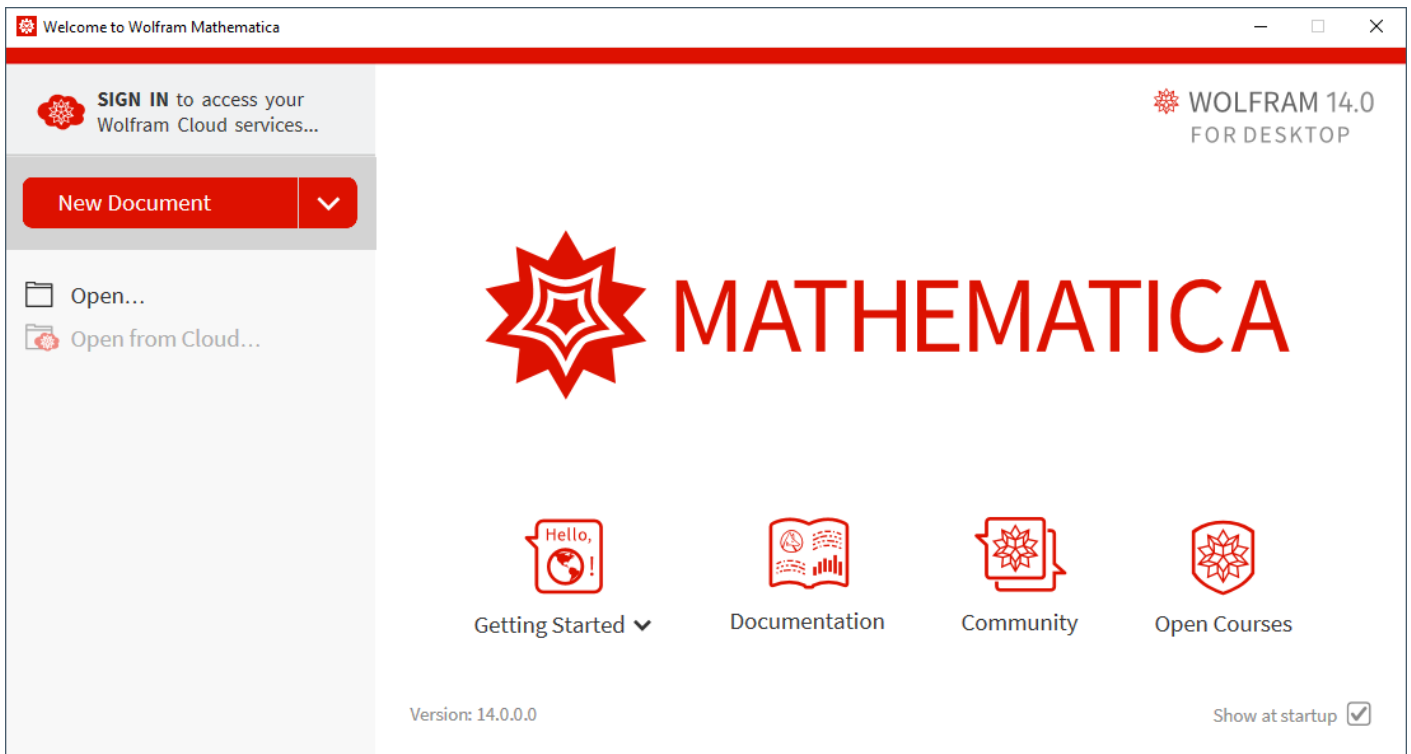 Welcome to Wolfram Mathematica
SIGN IN to access your
Wolfram Cloud services...
New Document
Open...
Open from Cloud...
WOLFRAM 14.0
FOR DESKTOP
MATHEMATICA
Hello,
!
Getting Started
Documentation
Community
Open Courses
Version: 14.0.0.0
Show at startup